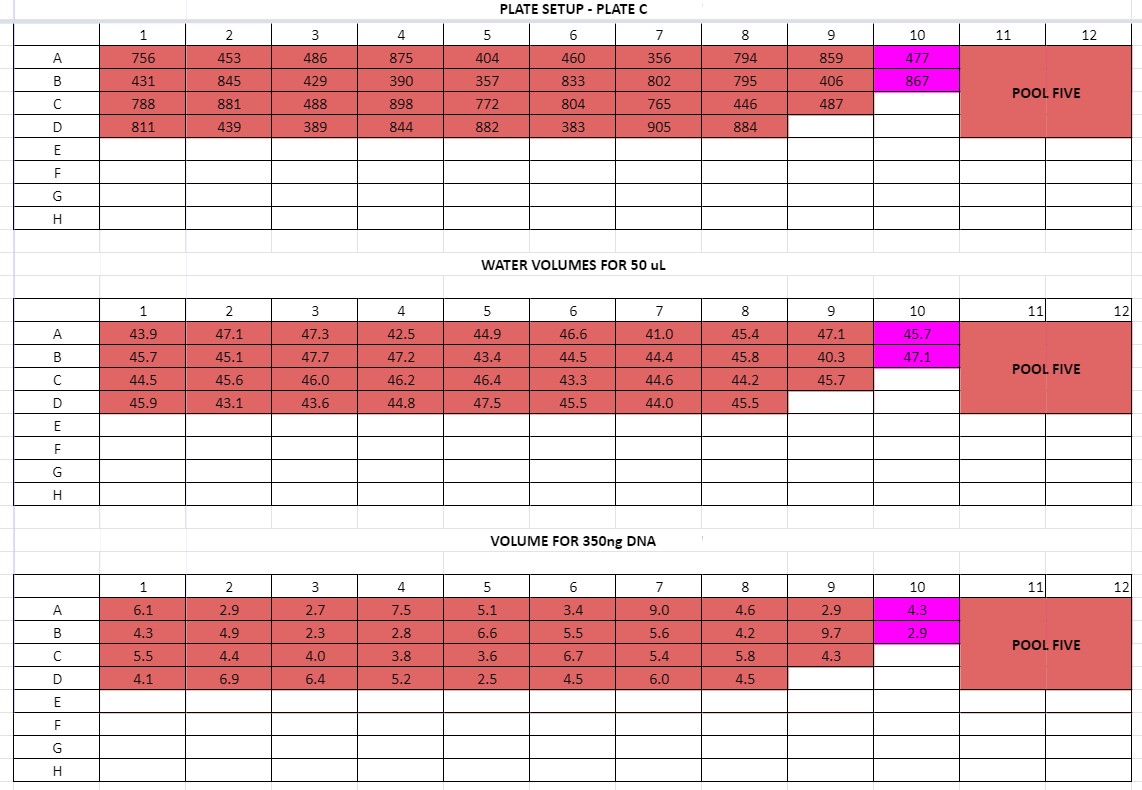 PLATE SETUP - PLATE C
1 2 3 4 5 6 7 8 9 10 11 12
A 756 453 486 875 404 460 356 794 859 477
B 431 845 429 390 357 833 802 795 406 867
POOL FIVE
C 788 881 488 898 772 804 765 446 487
D 811 439 389 844 882 383 905 884
E
F
G
H
WATER VOLUMES FOR 50 uL
1 2 3 4 5 6 7 8 9 10 11 12
A 43.9 47.1 47.3 42.5 44.9 46.6 41.0 45.4 47.1 45.7
B 45.7 45.1 47.7 47.2 43.4 44.5 44.4 45.8 40.3 47.1
POOL FIVE
C 44.5 45.6 46.0 46.2 46.4 43.3 44.6 44.2 45.7
D 45.9 43.1 43.6 44.8 47.5 45.5 44.0 45.5
E
F
G
H
VOLUME FOR 350ng DNA
1 2 3 4 5 6 7 8 9 10 11 12
A 6.1 2.9 2.7 7.5 5.1 3.4 9.0 4.6 2.9 4.3
B 4.3 4.9 2.3 2.8 6.6 5.5 5.6 4.2 9.7 2.9
POOL FIVE
C 5.5 4.4 4.0 3.8 3.6 6.7 5.4 5.8 4.3
D 4.1 6.9 6.4 5.2 2.5 4.5 6.0 4.5
E
F
G
H